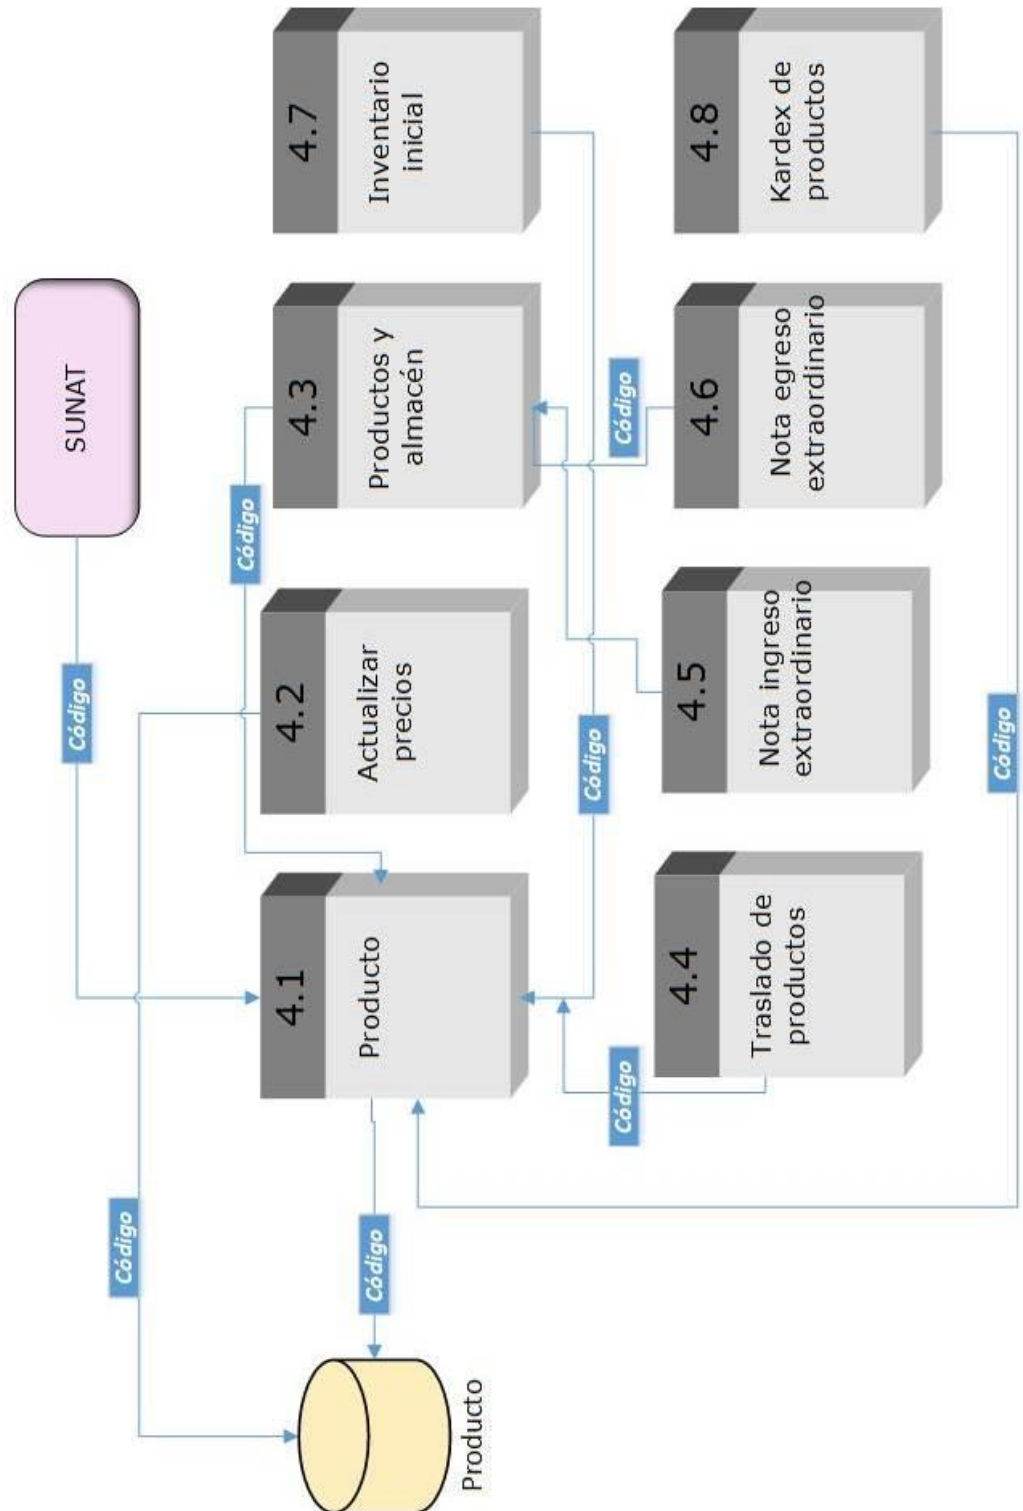 SUNAT
Código
Código
Código
4.1
Producto
4.2
Actualizar
precios
4.3
Productos y
almacén
4.7
Inventario
inicial
Código
Producto
Código
Código
Código
4.4
Traslado de
productos
4.5
Nota ingreso
extraordinario
4.6
Nota egreso
extraordinario
4.8
Kardex de
productos
Código